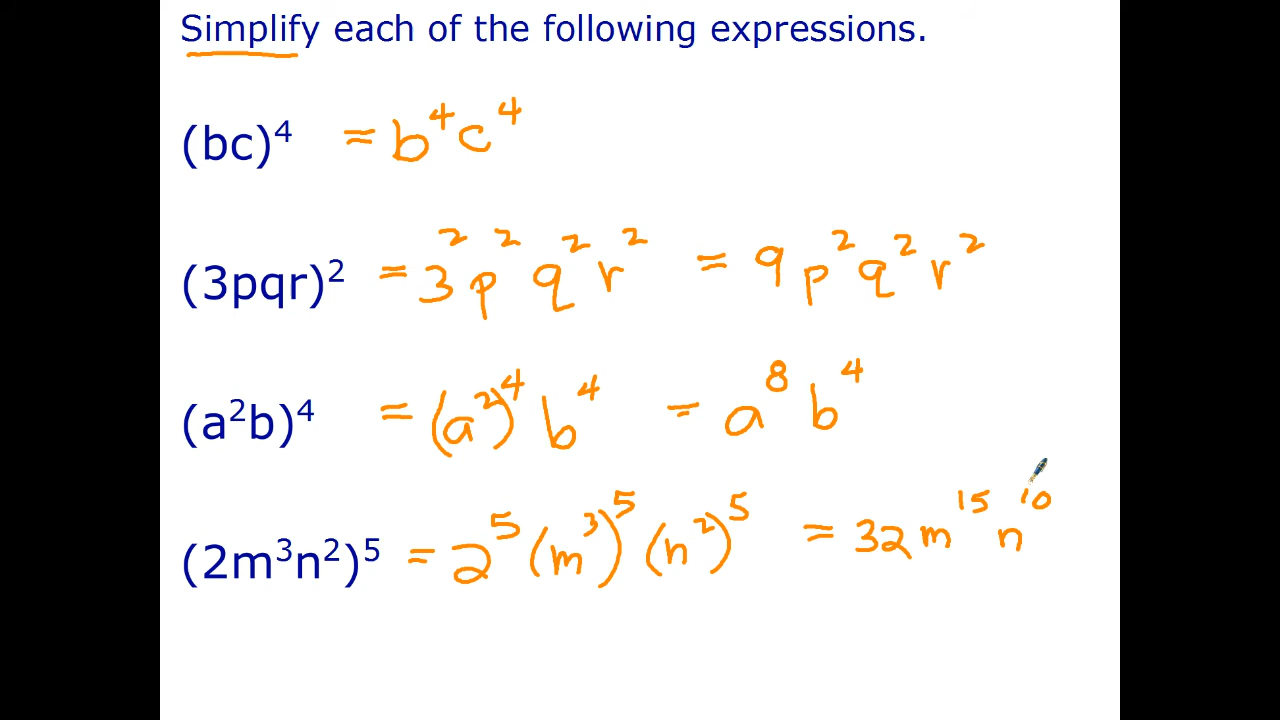 Simplify each of the following expressions.
(bc)⁴ = b⁴c⁴
(3pqr)² = 3²p²q²r² = 9p²q²r²
(a²b)⁴ = (a²)⁴b⁴ = a⁸b⁴
(2m³n²)⁵ = 2⁵(m³)⁵(n²)⁵ = 32m¹⁵n¹⁰